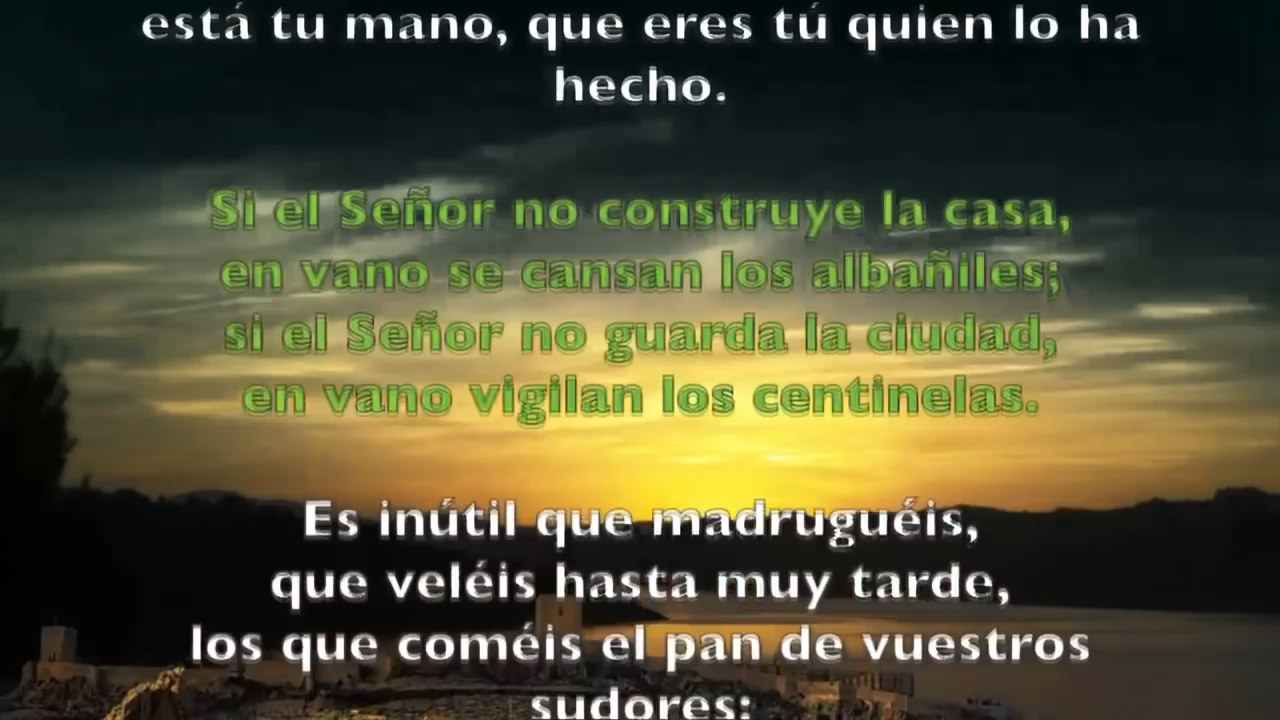 está tu mano, que eres tú quien lo ha
hecho.
Si el Señor no construye la casa,
en vano se cansan los albañiles;
si el Señor no guarda la ciudad,
en vano vigilan los centinelas.
Es inútil que madruguéis,
que veléis hasta muy tarde,
los que coméis el pan de vuestros
sudores: